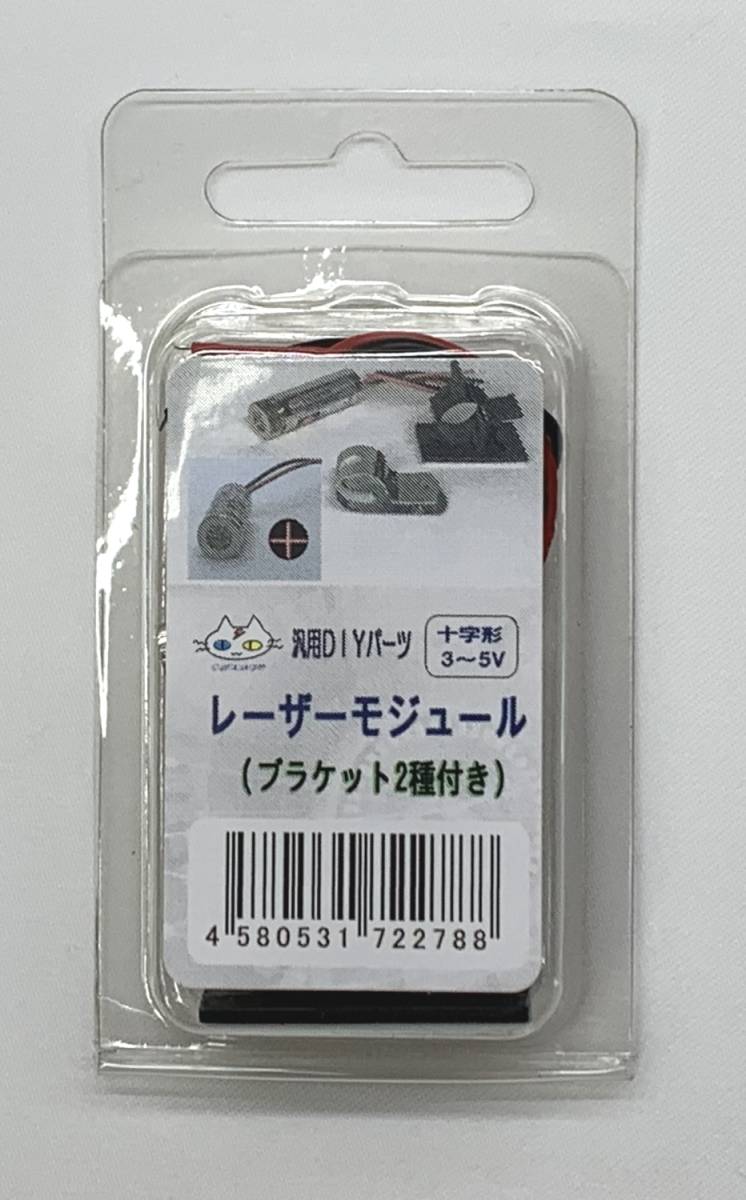 汎用DIYパーツ
十字形
3～5V
レーザーモジュール
(ブラケット2種付き)
4 580531 722788